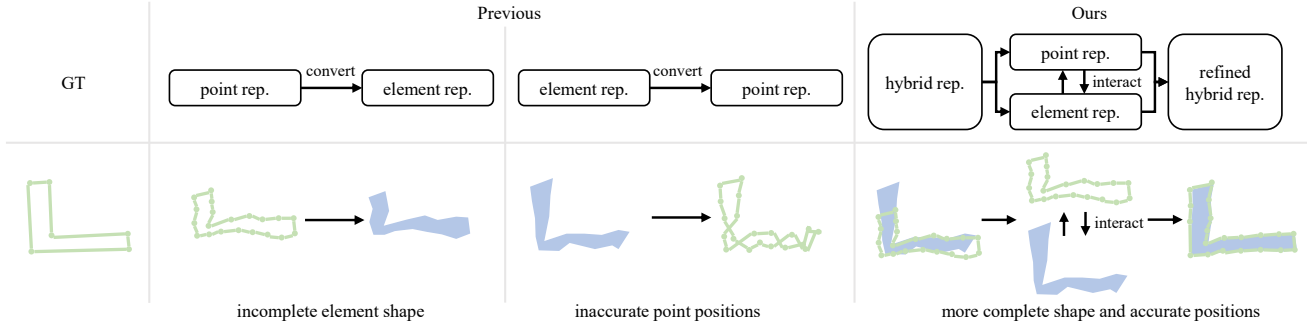 Previous
Ours
GT
point rep.
convert
element rep.
element rep.
convert
point rep.
hybrid rep.
point rep.
interact
element rep.
refined
hybrid rep.
interact
incomplete element shape
inaccurate point positions
more complete shape and accurate positions